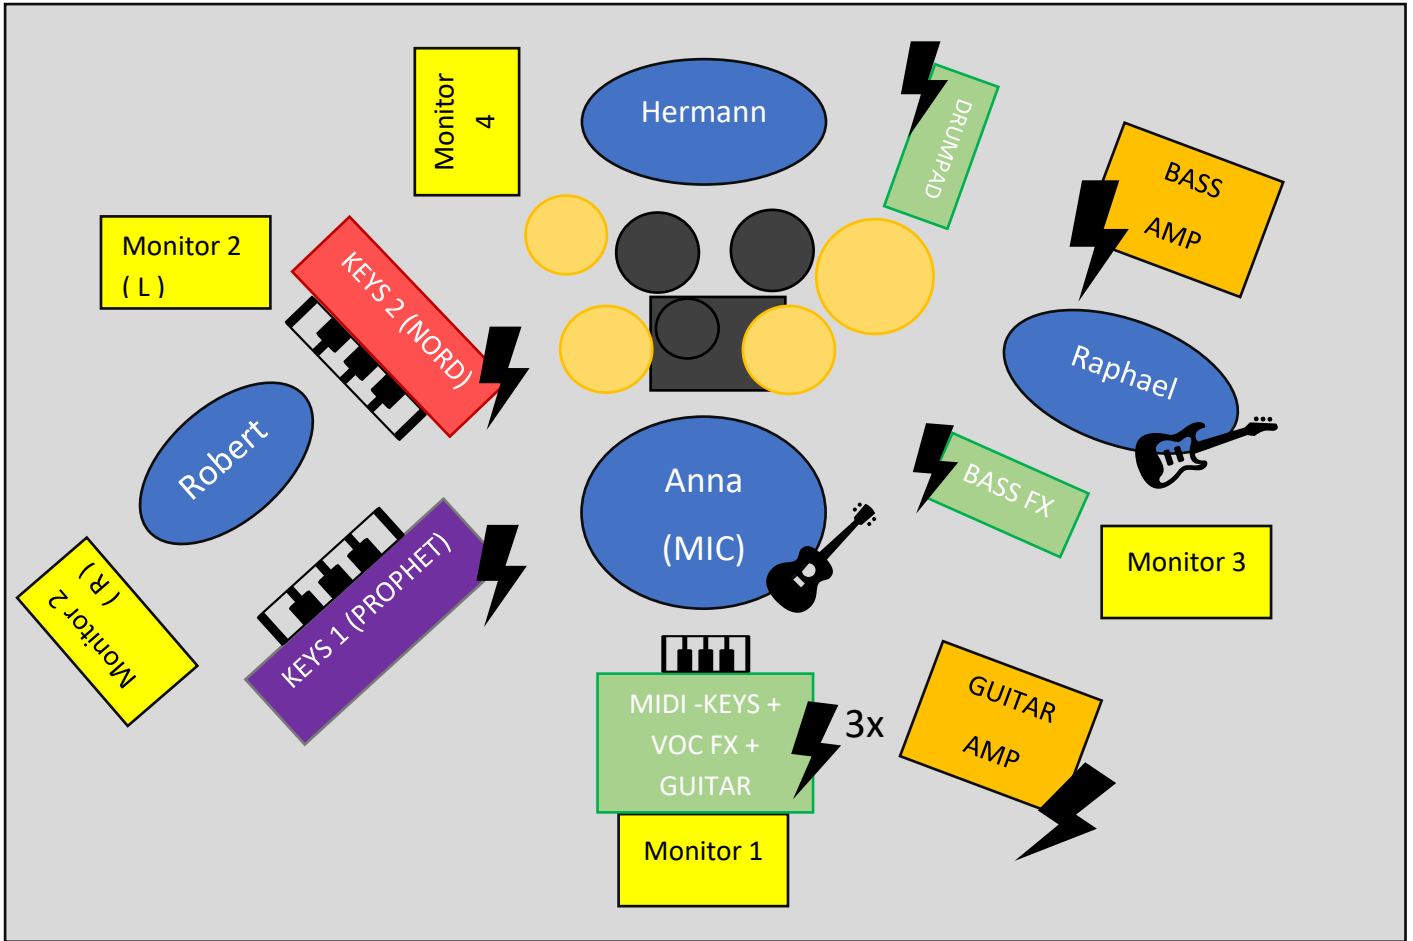 Monitor
4
Hermann
DRUMPAD
BASS
AMP
Monitor 2
( L )
KEYS 2 (NORD)
Raphael
Robert
Anna
(MIC)
BASS FX
Monitor 3
Monitor 2
( R )
KEYS 1 (PROPHET)
MIDI -KEYS +
VOC FX +
GUITAR
3x
GUITAR
AMP
Monitor 1